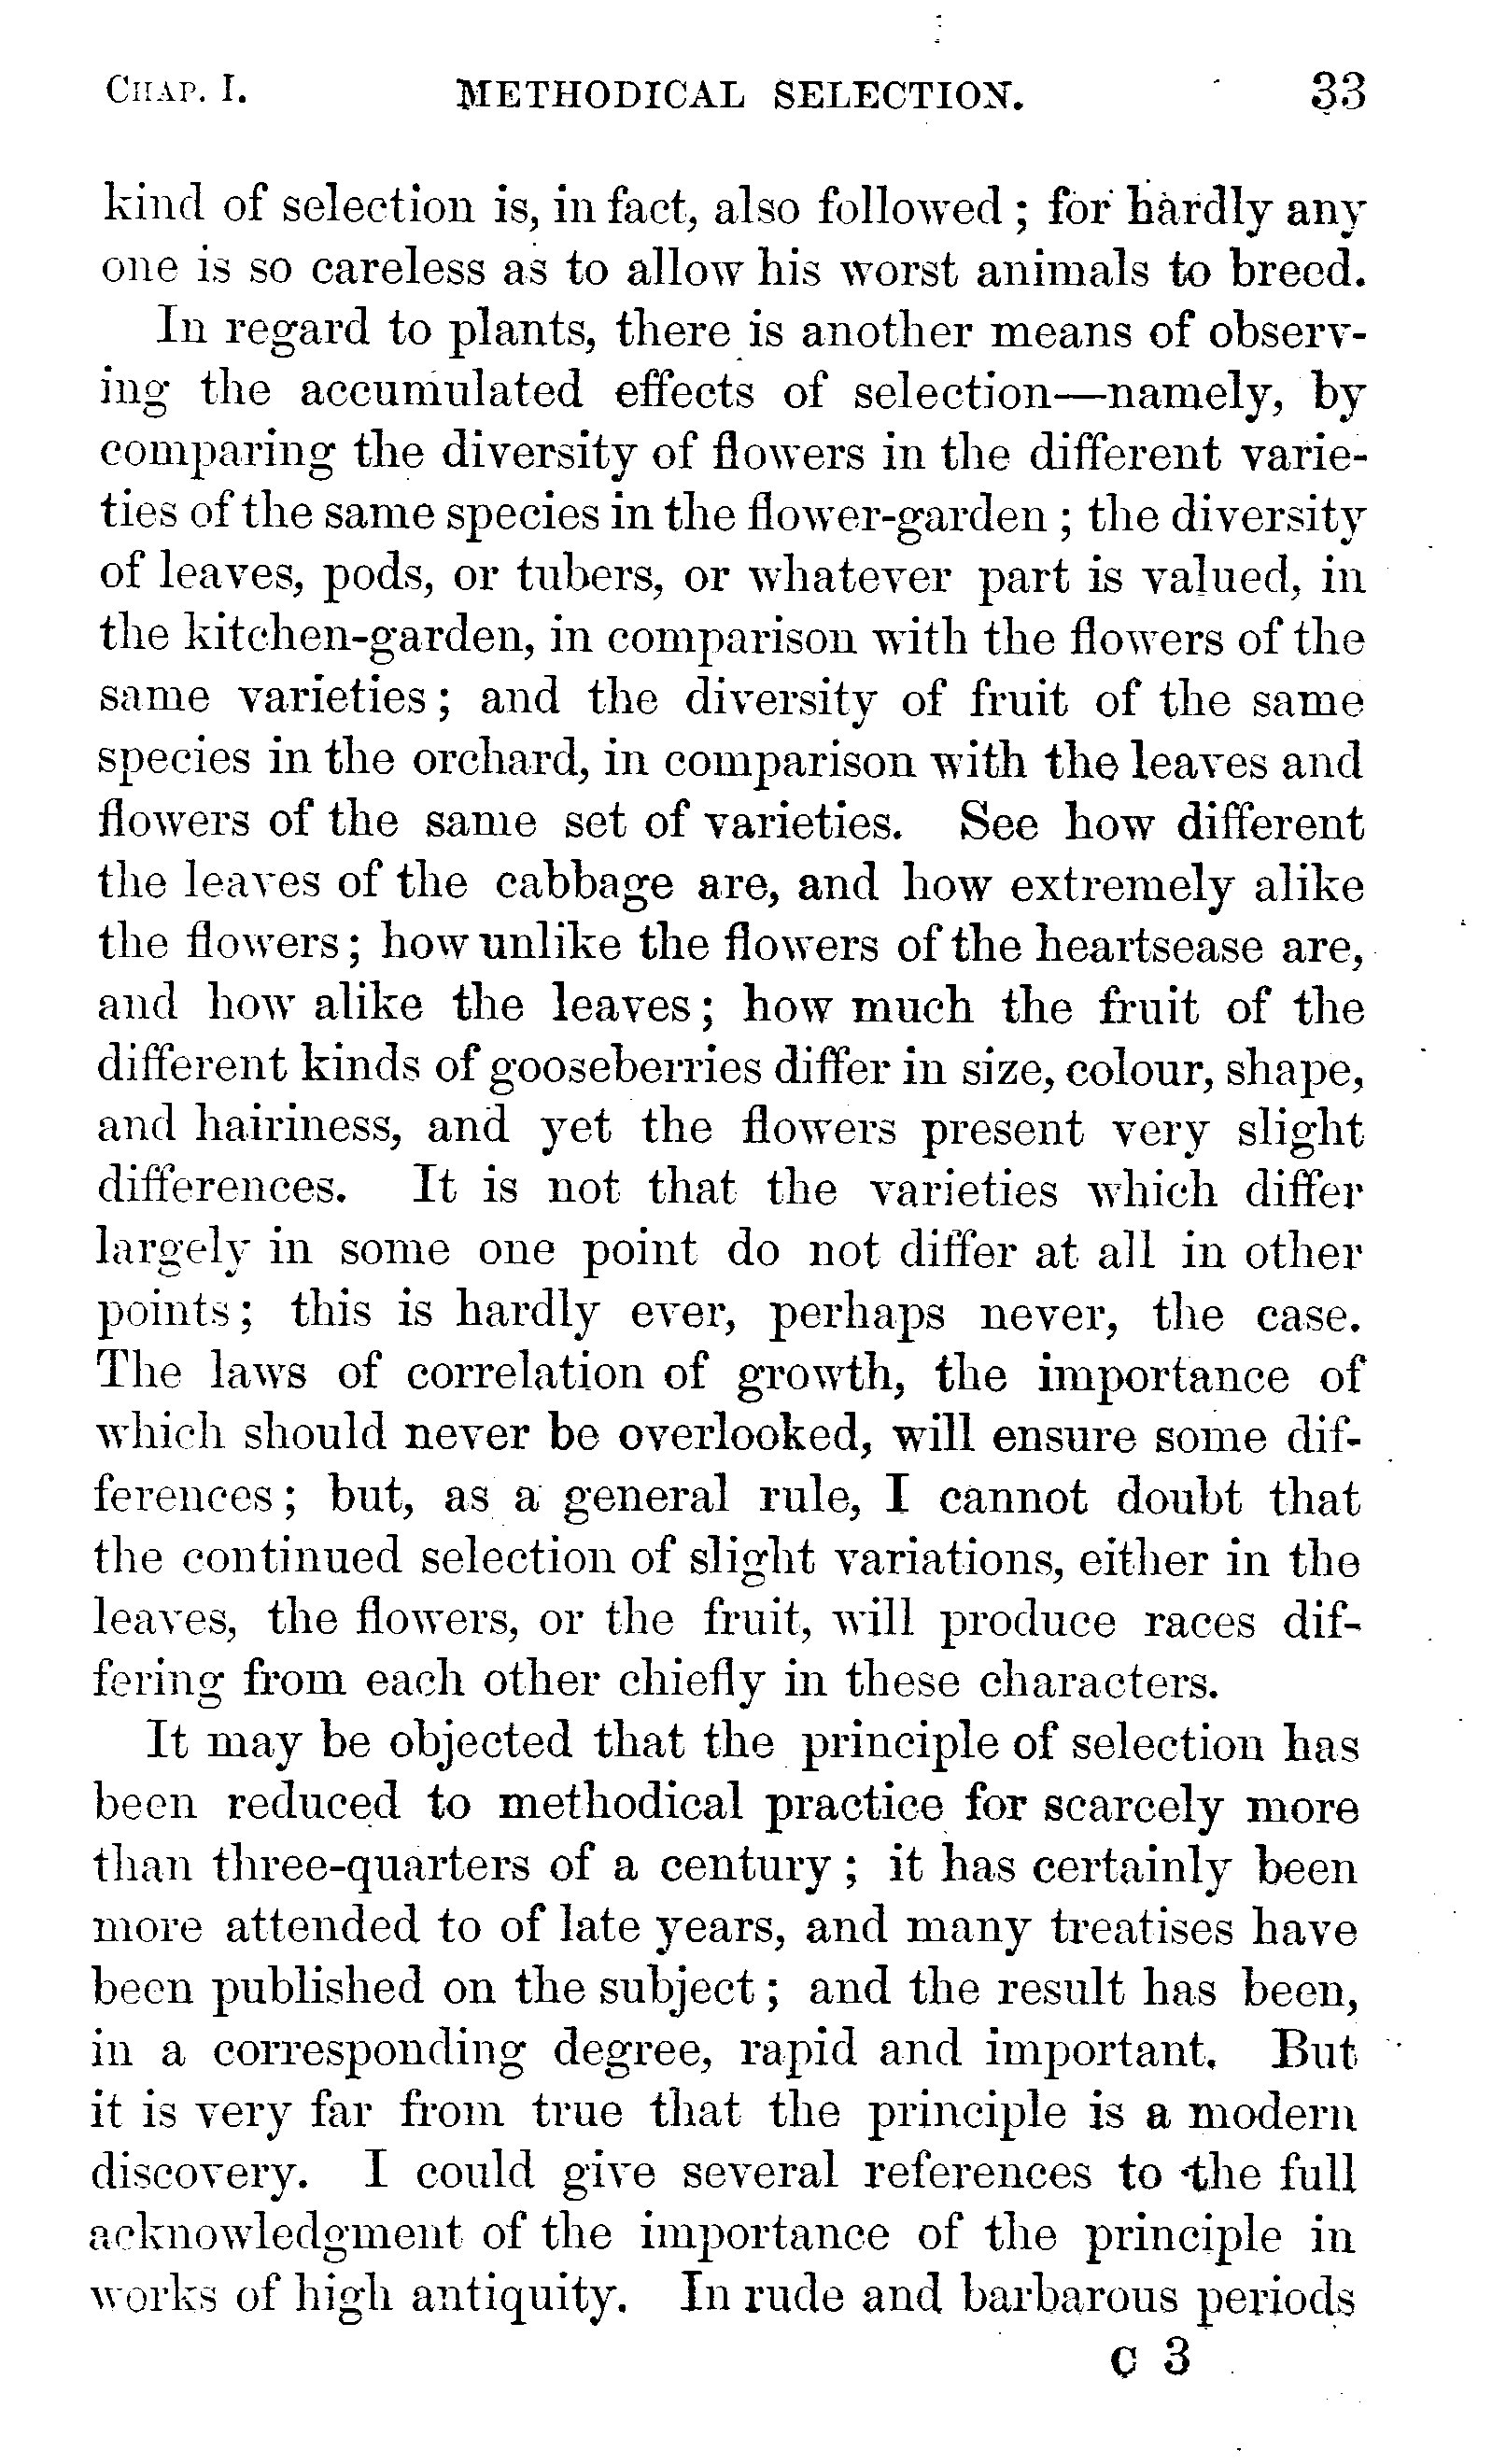 CHAP. I. METHODICAL SELECTION. 33
kind of selection is, in fact, also followed ; for hardly any
one is so careless as to allow his worst animals to breed.
In regard to plants, there is another means of observ-
ing the accumulated effects of selection—namely, by
comparing the diversity of flowers in the different varie-
ties of the same species in the flower-garden ; the diversity
of leaves, pods, or tubers, or whatever part is valued, in
the kitchen-garden, in comparison with the flowers of the
same varieties ; and the diversity of fruit of the same
species in the orchard, in comparison with the leaves and
flowers of the same set of varieties. See how different
the leaves of the cabbage are, and how extremely alike
the flowers ; how unlike the flowers of the heartsease are,
and how alike the leaves ; how much the fruit of the
different kinds of gooseberries differ in size, colour, shape,
and hairiness, and yet the flowers present very slight
differences. It is not that the varieties which differ
largely in some one point do not differ at all in other
points ; this is hardly ever, perhaps never, the case.
The laws of correlation of growth, the importance of
which should never be overlooked, will ensure some dif-
ferences ; but, as a general rule, I cannot doubt that
the continued selection of slight variations, either in the
leaves, the flowers, or the fruit, will produce races dif-
fering from each other chiefly in these characters.
It may be objected that the principle of selection has
been reduced to methodical practice for scarcely more
than three-quarters of a century ; it has certainly been
more attended to of late years, and many treatises have
been published on the subject ; and the result has been,
in a corresponding degree, rapid and important. But
it is very far from true that the principle is a modern
discovery. I could give several references to the full
acknowledgment of the importance of the principle in
works of high antiquity. In rude and barbarous periods
C 3